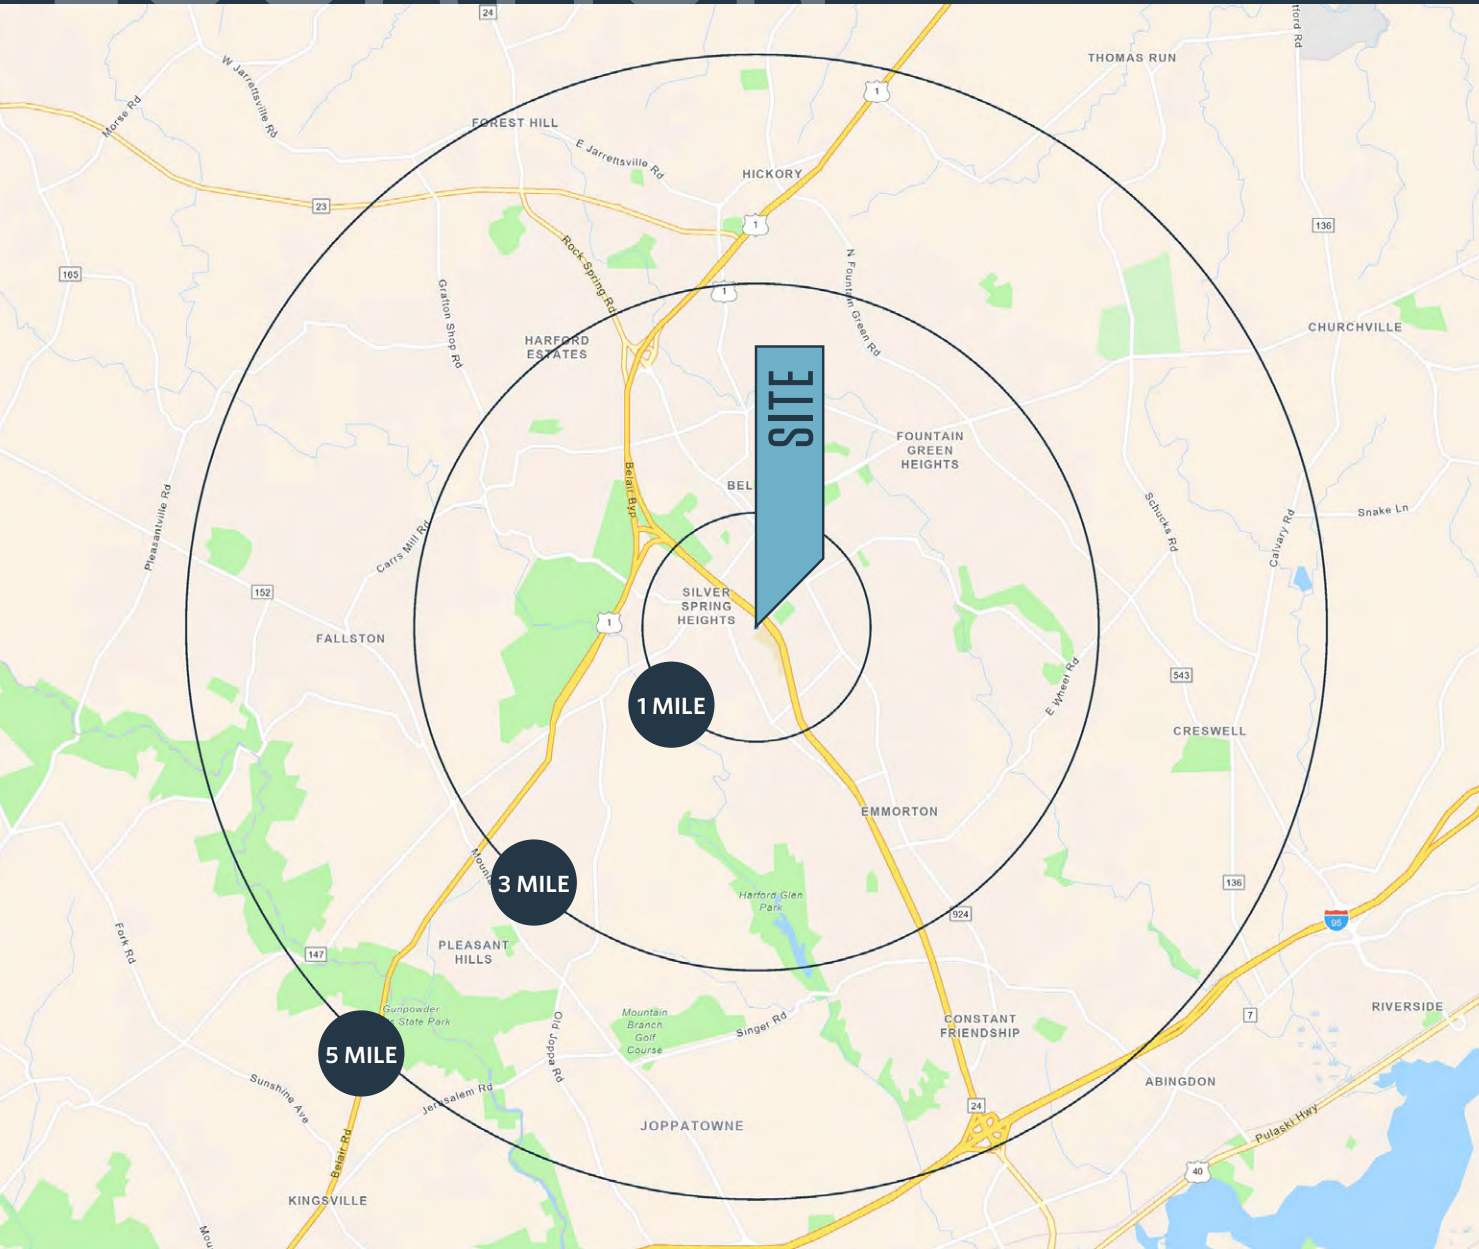 24
tford Rd
THOMAS RUN
W Jarrettsville Rd
1
Morse Rd
FOREST HILL
E Jarrettsville Rd
HICKORY
23
1
136
Rock Spring Rd
N Fountain Green Rd
165
1
Grafton Shop Rd
CHURCHVILLE
HARFORD
ESTATES
SITE
FOUNTAIN
GREEN
HEIGHTS
Belair Byp
BEL
Pleasantville Rd
Schucks Rd
Snake Ln
Calvary Rd
Carrs Mill Rd
152
SILVER
SPRING
HEIGHTS
1
FALLSTON
E Wheel Rd
543
1 MILE
CRESWELL
EMMORTON
Mounta
3 MILE
136
Harford Glen
Park
924
95
Fork Rd
PLEASANT
HILLS
147
Gunpowder
s State Park
Mountain
Branch
Golf
Course
Singer Rd
CONSTANT
FRIENDSHIP
7
RIVERSIDE
Old Joppa Rd
5 MILE
Sunshine Ave
Jerusalem Rd
ABINGDON
24
JOPPATOWNE
Pulaski Hwy
Belair Rd
40
KINGSVILLE
Mou